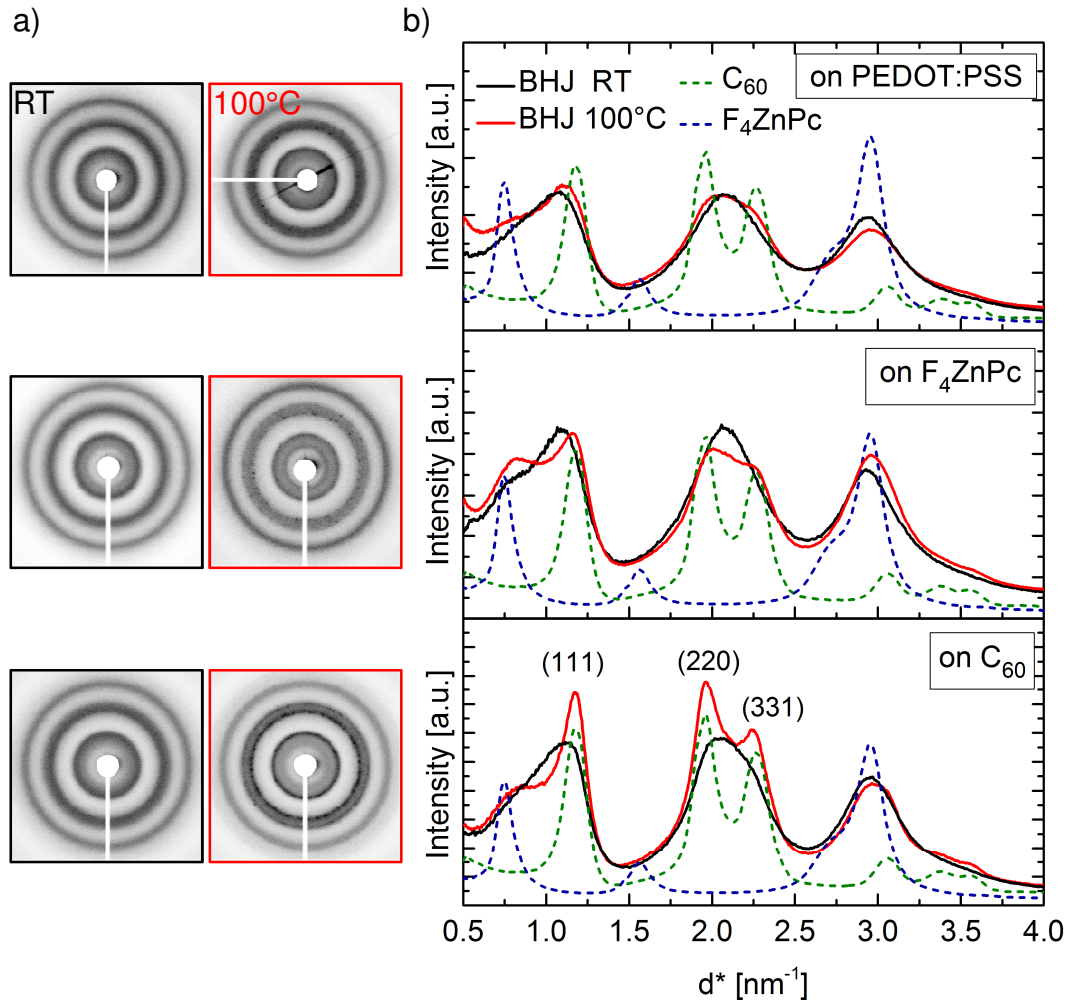 a)
b)
RT
100°C
BHJ RT
BHJ 100°C
C60
F4ZnPc
on PEDOT:PSS
Intensity [a.u.]
on F4ZnPc
Intensity [a.u.]
on C60
(111)
(220)
(331)
Intensity [a.u.]
0.5 1.0 1.5 2.0 2.5 3.0 3.5 4.0
d* [nm-1]